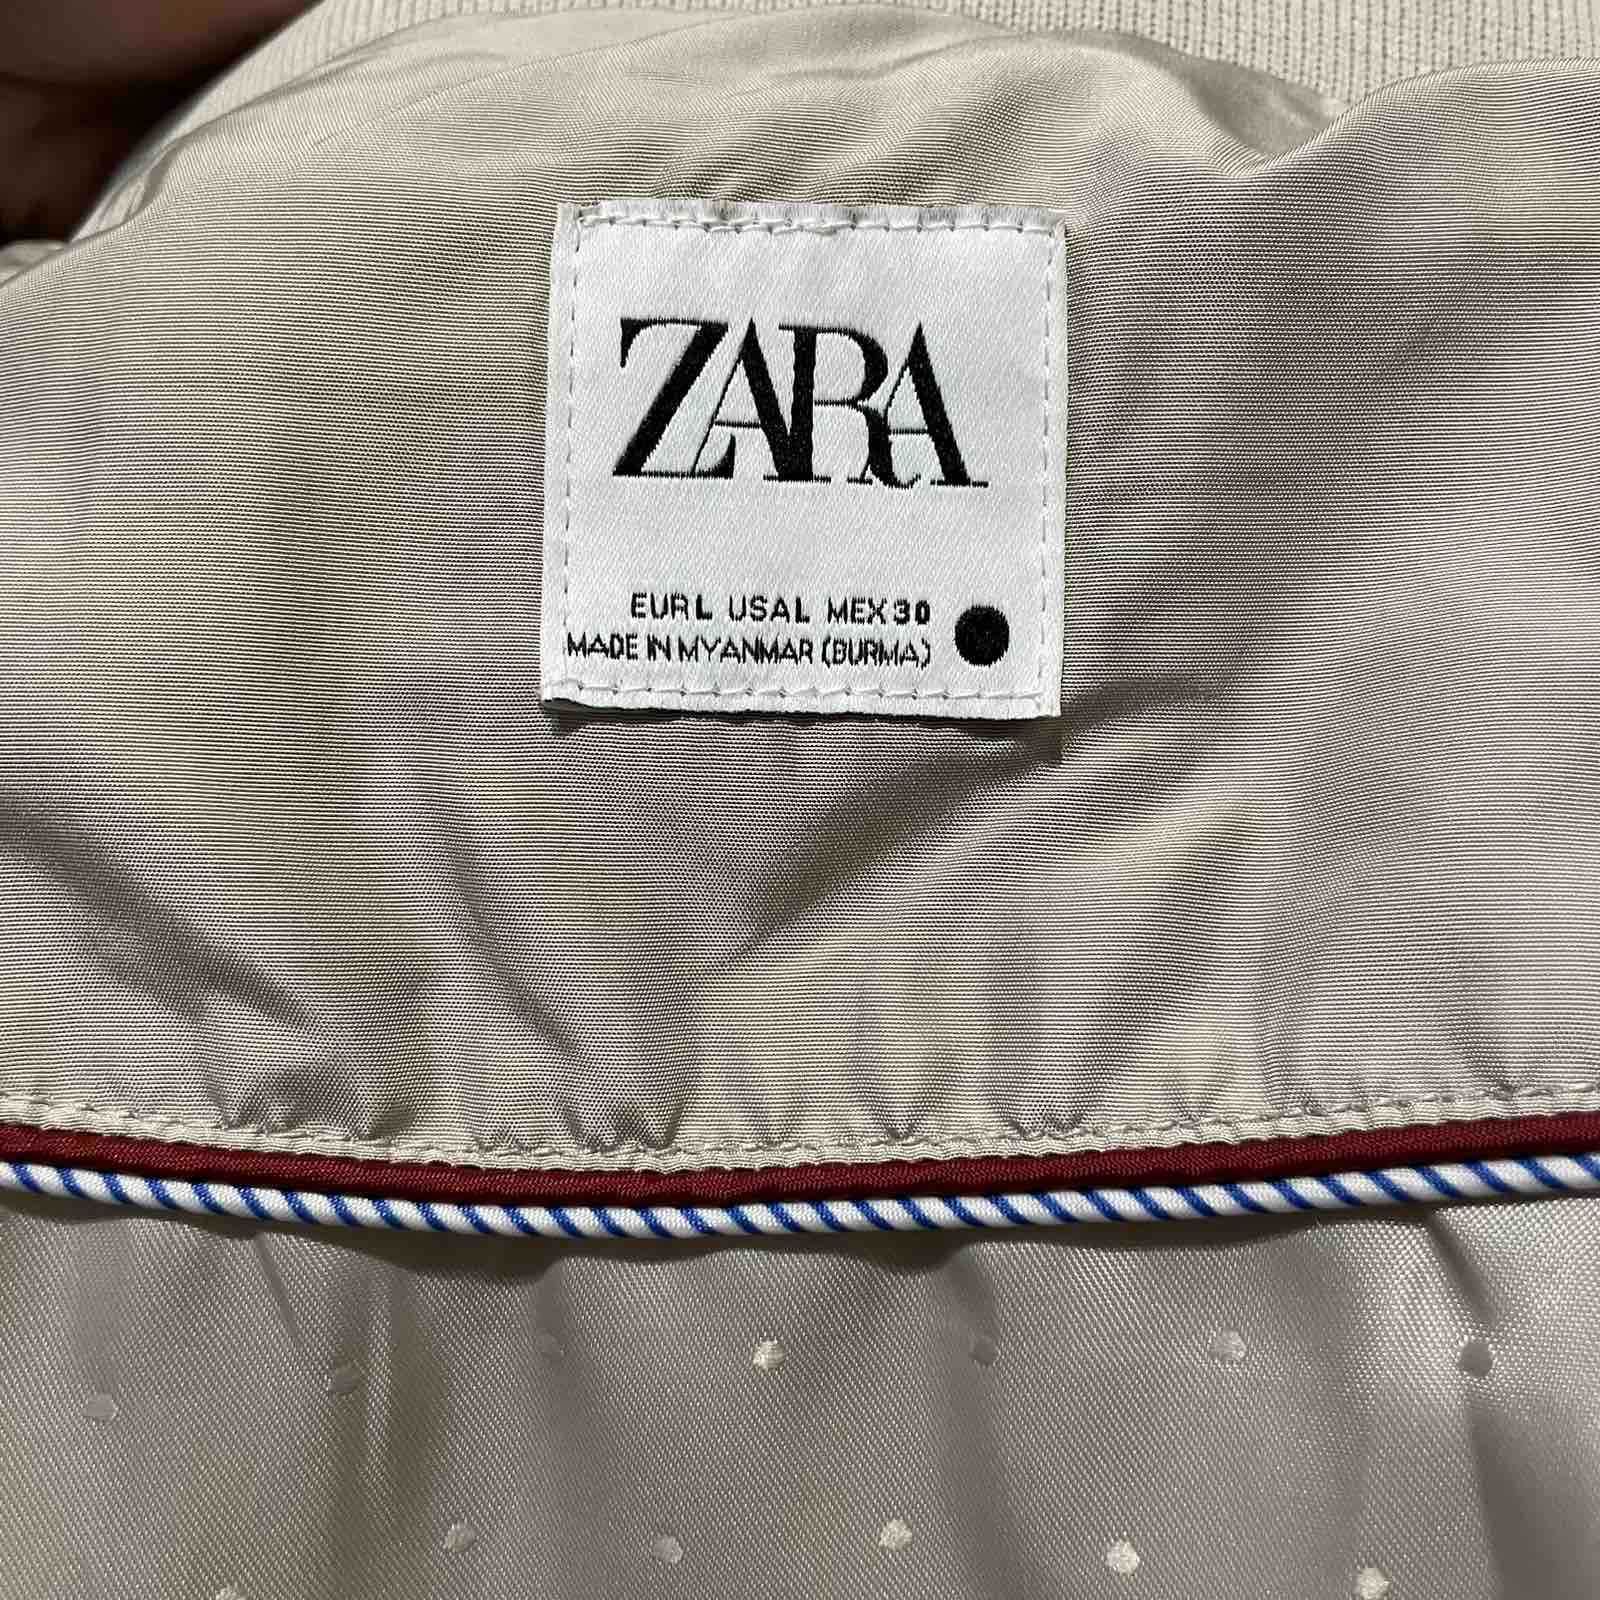 ZARA
EUR L USA L MEX 30
MADE IN MYANMAR (BURMA)